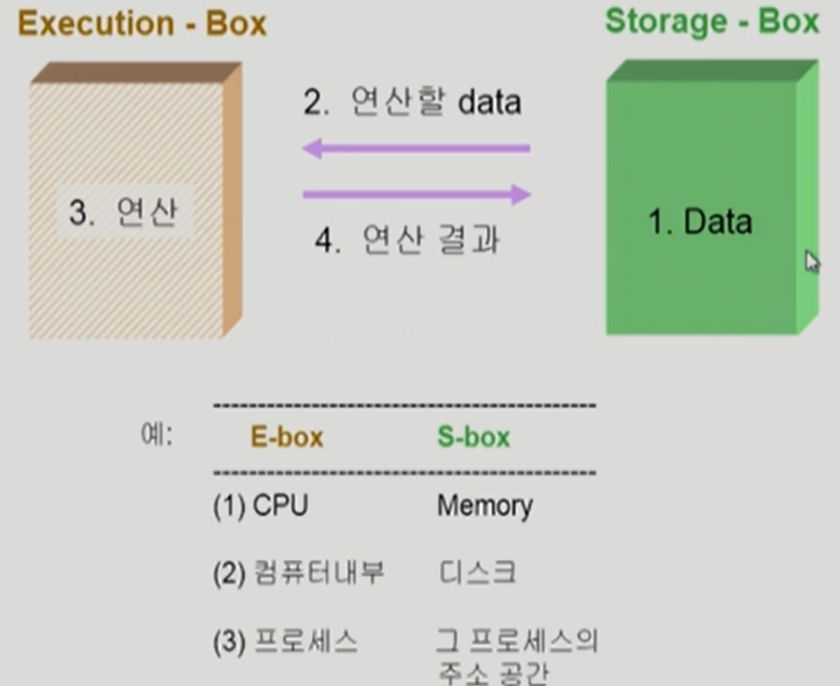 Execution - Box
Storage - Box
2. 연산할 data
3. 연산
1. Data
4. 연산 결과
예:
E-box S-box
(1) CPU Memory
(2) 컴퓨터내부 디스크
(3) 프로세스 그 프로세스의
주소 공간